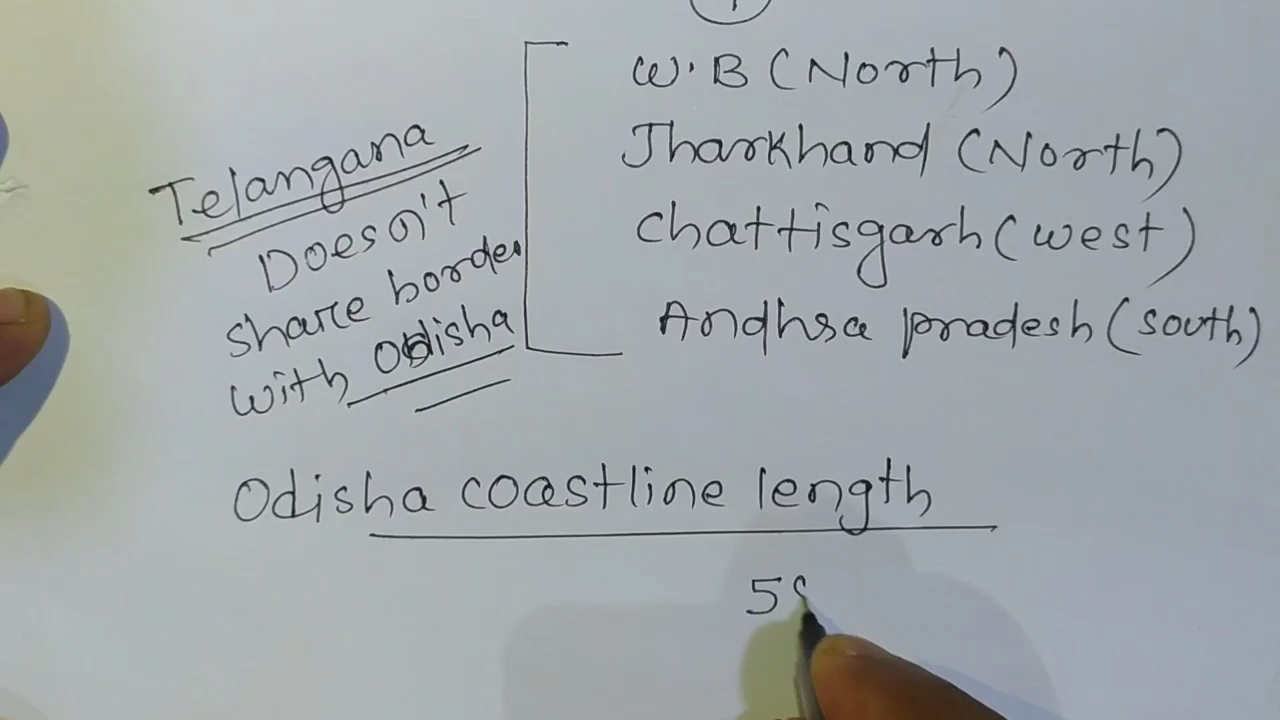 W.B (North)
Jharkhand (North)
Chattisgarh (west)
Andhra pradesh (south)
Telangana
Doesn't
share border
with Odisha
Odisha coastline length
5